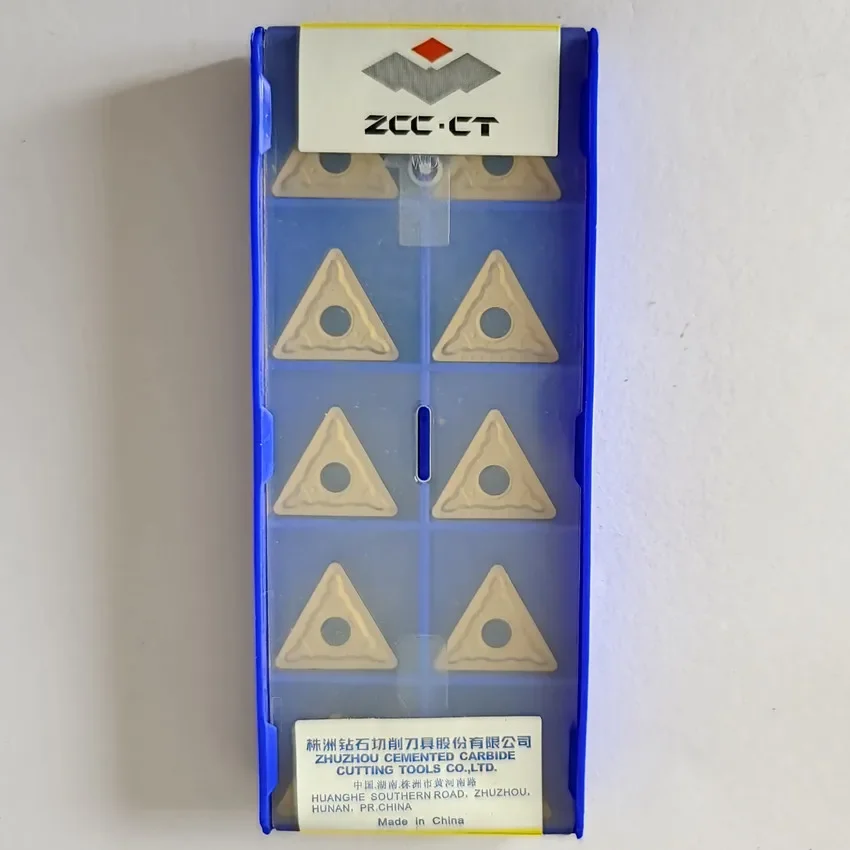 ZCC·CT
株洲钻石切削刀具股份有限公司
ZHUZHOU CEMENTED CARBIDE
CUTTING TOOLS CO.,LTD.
中国.湖南.株洲市黄河南路
HUANGHE SOUTHERN ROAD, ZHUZHOU,
HUNAN, PR.CHINA
Made in China